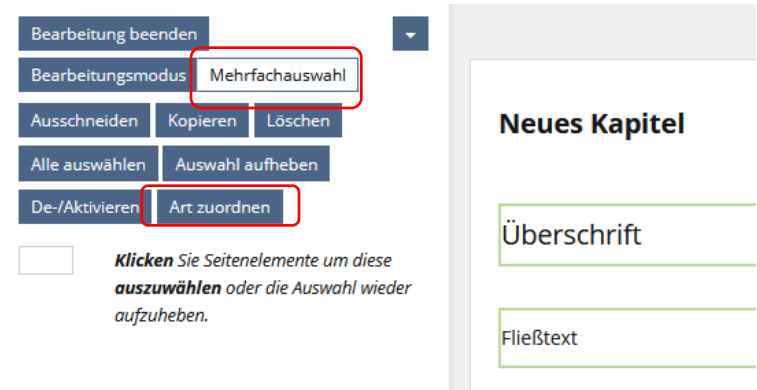 Bearbeitung beenden
Bearbeitungsmodus Mehrfachauswahl
Ausschneiden Kopieren Löschen
Alle auswählen Auswahl aufheben
De-/Aktivieren Art zuordnen
Klicken Sie Seitenelemente um diese
auszuwählen oder die Auswahl wieder
aufzuheben.
Neues Kapitel
Überschrift
Fließtext